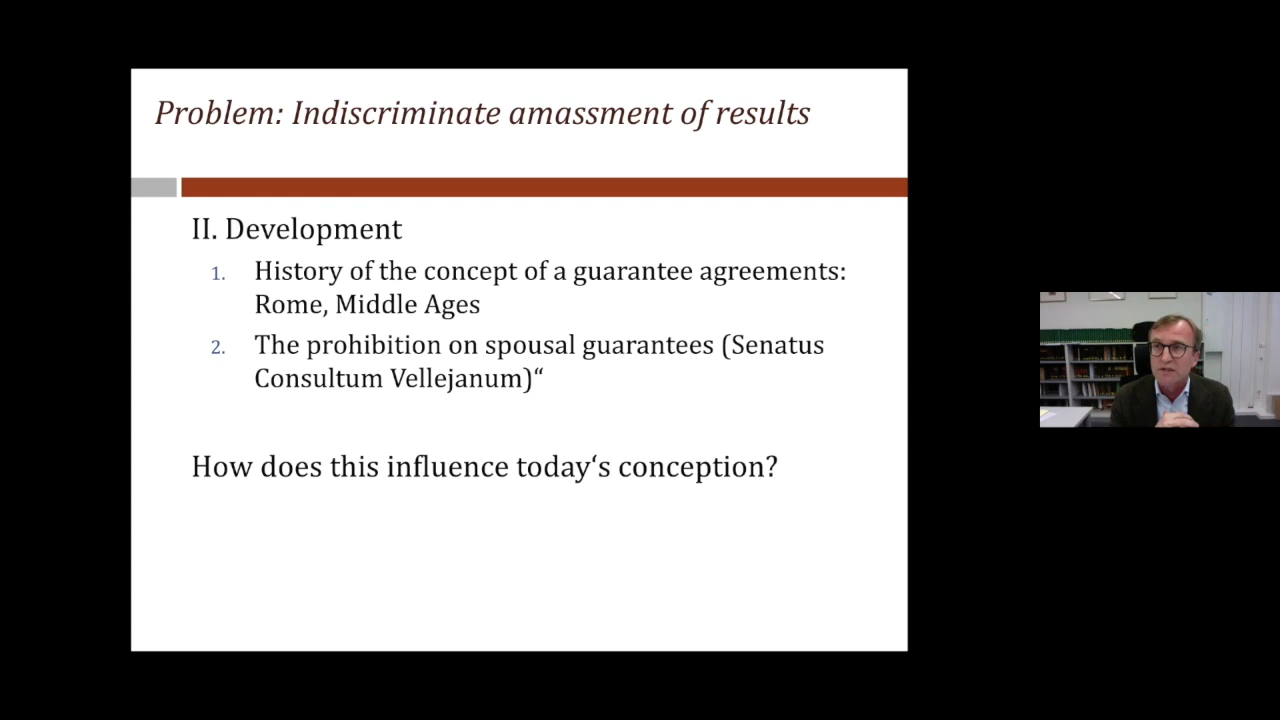 Problem: Indiscriminate amassment of results
II. Development
1. History of the concept of a guarantee agreements:
Rome, Middle Ages
2. The prohibition on spousal guarantees (Senatus
Consultum Vellejanum)“
How does this influence today‘s conception?